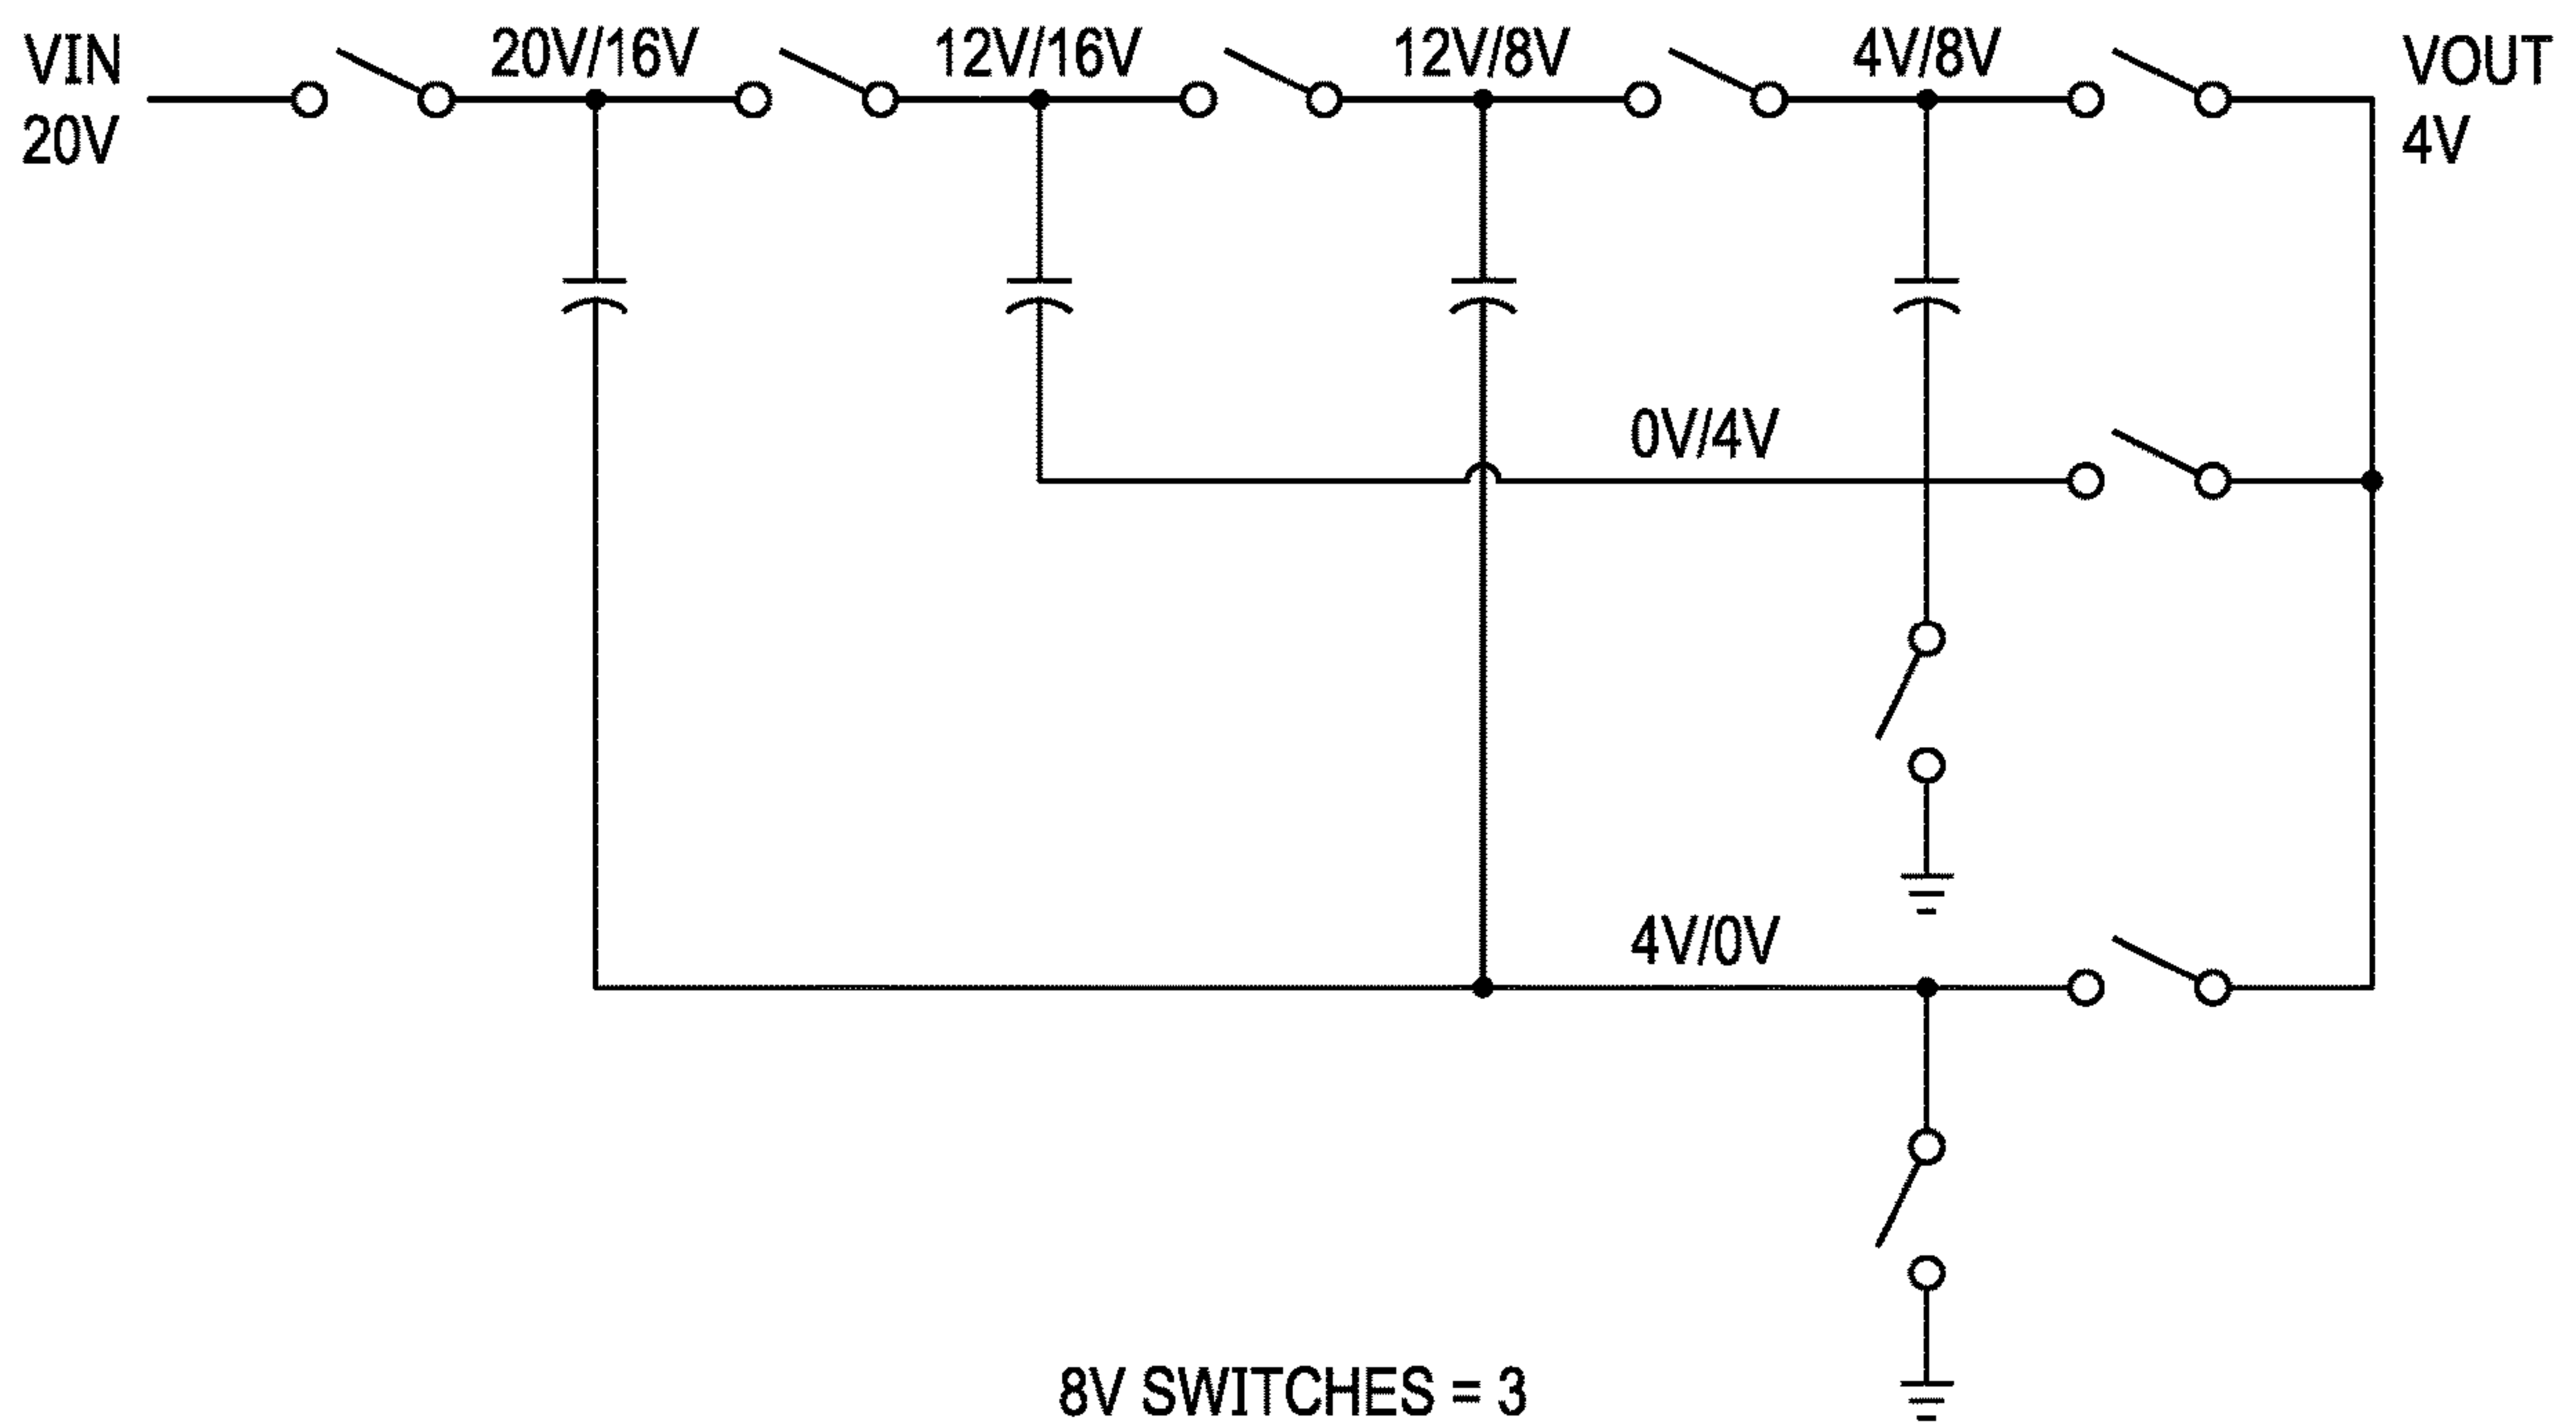 VIN
20V
20V/16V
12V/16V
12V/8V
4V/8V
VOUT
4V
0V/4V
4V/0V
8V SWITCHES = 3